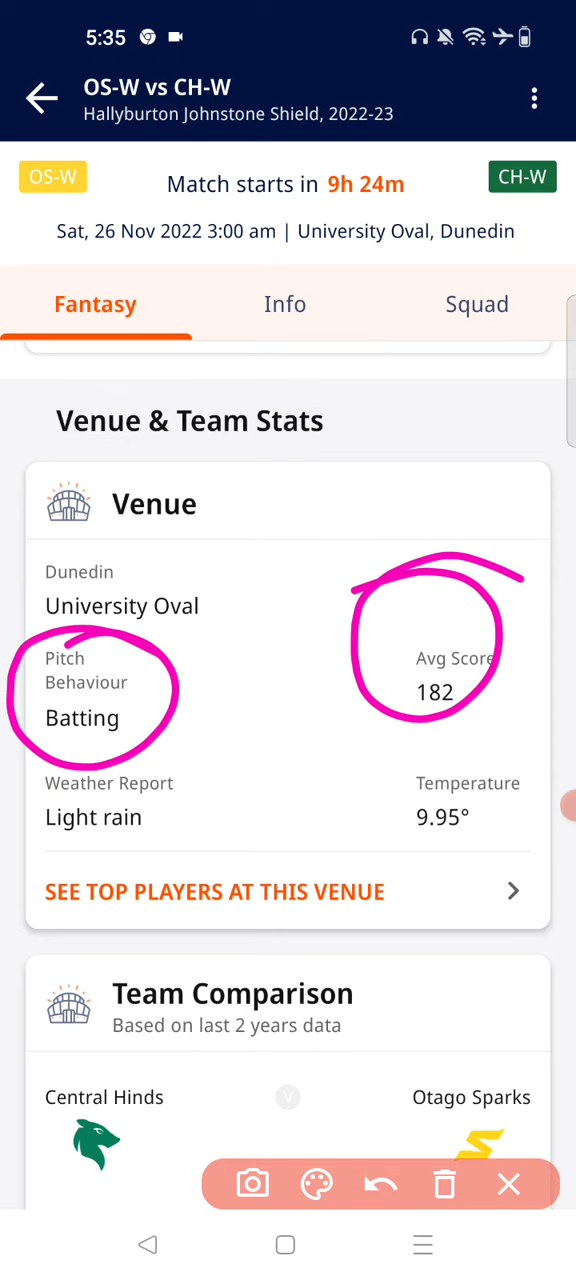 5:35
OS-W vs CH-W
Hallyburton Johnstone Shield, 2022-23
OS-W
Match starts in 9h 24m
CH-W
Sat, 26 Nov 2022 3:00 am | University Oval, Dunedin
Fantasy Info Squad
Venue & Team Stats
Venue
Dunedin
University Oval
Pitch
Behaviour
Batting
Avg Score
182
Weather Report
Light rain
Temperature
9.95°
SEE TOP PLAYERS AT THIS VENUE
Team Comparison
Based on last 2 years data
Central Hinds V Otago Sparks